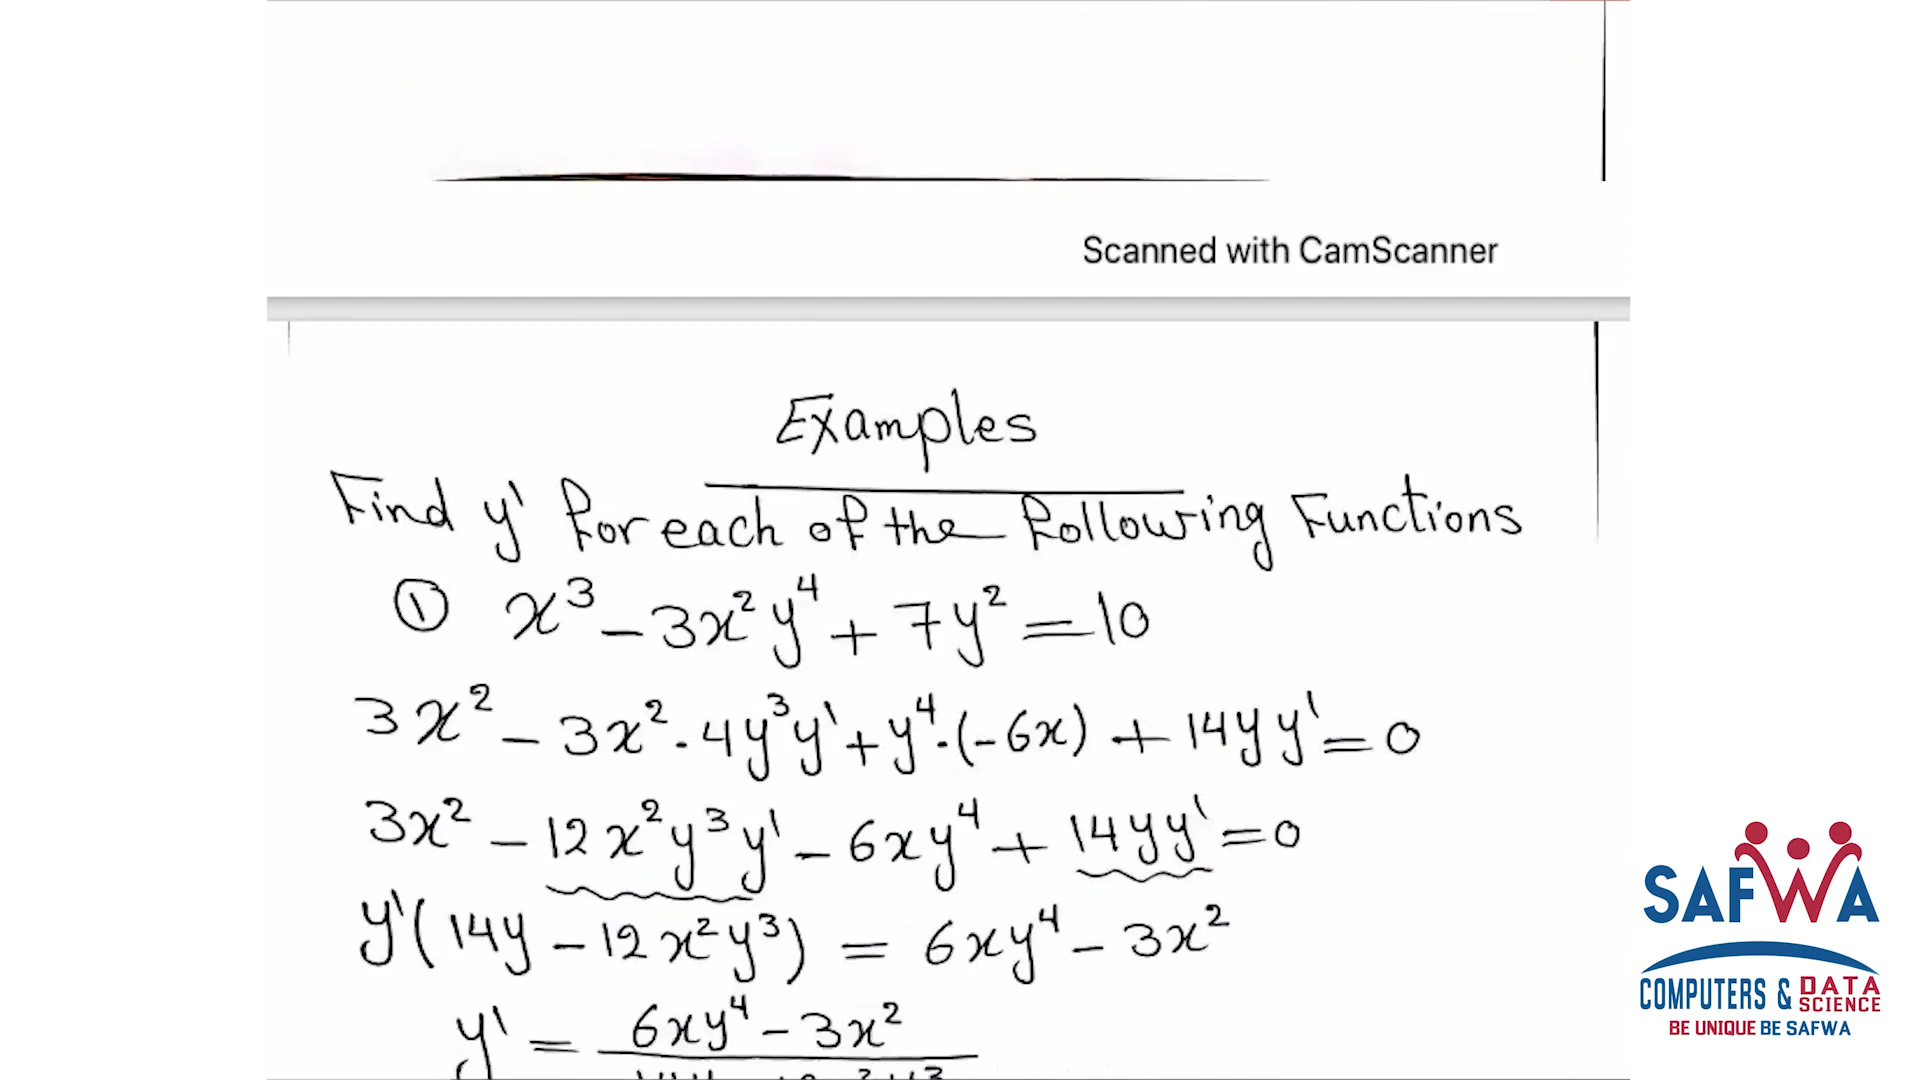 Scanned with CamScanner
Examples
Find y' for each of the following Functions
① x³ - 3x²y⁴ + 7y² = 10
3x² - 3x² · 4y³y' + y⁴ · (-6x) + 14y y' = 0
3x² - 12x²y³y' - 6xy⁴ + 14yy' = 0
y'(14y - 12x²y³) = 6xy⁴ - 3x²
y' = 6xy⁴ - 3x²
SAFWA
COMPUTERS & DATA SCIENCE
BE UNIQUE BE SAFWA